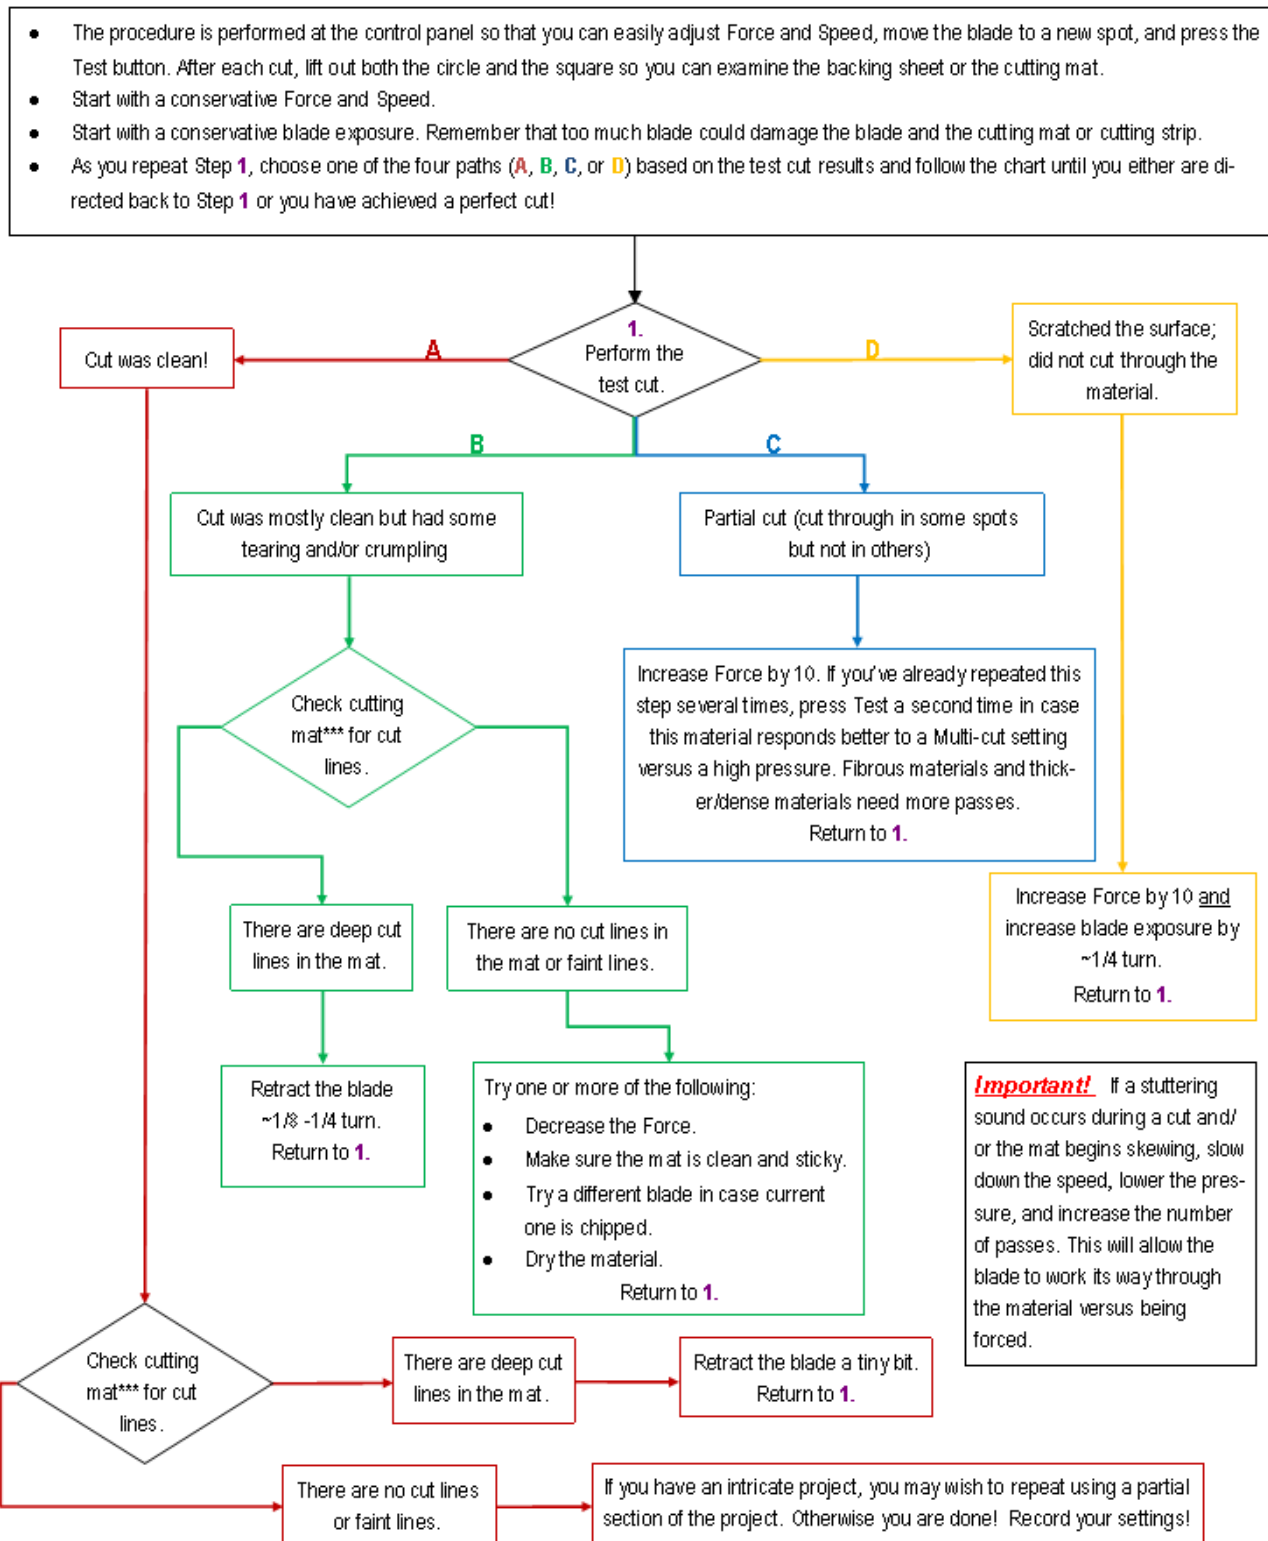 • The procedure is performed at the control panel so that you can easily adjust Force and Speed, move the blade to a new spot, and press the
Test button. After each cut, lift out both the circle and the square so you can examine the backing sheet or the cutting mat.
• Start with a conservative Force and Speed.
• Start with a conservative blade exposure. Remember that too much blade could damage the blade and the cutting mat or cutting strip.
• As you repeat Step 1, choose one of the four paths (A, B, C, or D) based on the test cut results and follow the chart until you either are di-
rected back to Step 1 or you have achieved a perfect cut!
1.
Perform the
test cut.
A
Cut was clean!
D
Scratched the surface;
did not cut through the
material.
B
C
Cut was mostly clean but had some
tearing and/or crumpling
Partial cut (cut through in some spots
but not in others)
Check cutting
mat*** for cut
lines.
Increase Force by 10. If you've already repeated this
step several times, press Test a second time in case
this material responds better to a Multi-cut setting
versus a high pressure. Fibrous materials and thick-
er/dense materials need more passes.
Return to 1.
Increase Force by 10 and
increase blade exposure by
~1/4 turn.
Return to 1.
There are deep cut
lines in the mat.
There are no cut lines in
the mat or faint lines.
Retract the blade
~1/8 -1/4 turn.
Return to 1.
Try one or more of the following:
• Decrease the Force.
• Make sure the mat is clean and sticky.
• Try a different blade in case current
one is chipped.
• Dry the material.
Return to 1.
Important! If a stuttering
sound occurs during a cut and/
or the mat begins skewing, slow
down the speed, lower the pres-
sure, and increase the number
of passes. This will allow the
blade to work its way through
the material versus being
forced.
Check cutting
mat*** for cut
lines.
There are deep cut
lines in the mat.
Retract the blade a tiny bit.
Return to 1.
There are no cut lines
or faint lines.
If you have an intricate project, you may wish to repeat using a partial
section of the project. Otherwise you are done! Record your settings!